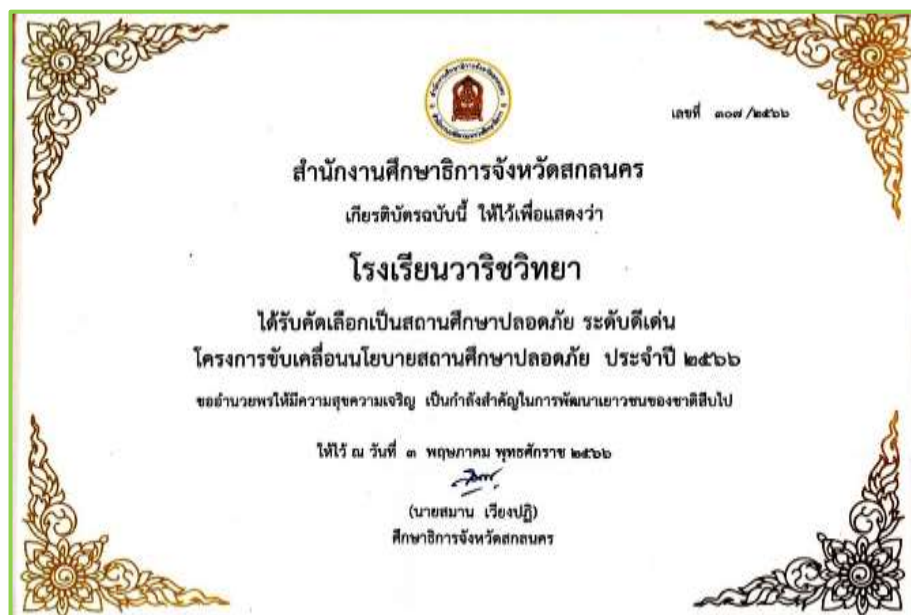 เลขที่ ๓๐๗ /๒๕๖๖
สำนักงานศึกษาธิการจังหวัดสกลนคร
เกียรติบัตรฉบับนี้ ให้ไว้เพื่อแสดงว่า
โรงเรียนวาริชวิทยา
ได้รับคัดเลือกเป็นสถานศึกษาปลอดภัย ระดับดีเด่น
โครงการขับเคลื่อนนโยบายสถานศึกษาปลอดภัย ประจำปี ๒๕๖๖
ขออำนวยพรให้มีความสุขความเจริญ เป็นกำลังสำคัญในการพัฒนาเยาวชนของชาติสืบไป
ให้ไว้ ณ วันที่ ๓ พฤษภาคม พุทธศักราช ๒๕๖๖
(นายสมาน เวียงปฏิ)
ศึกษาธิการจังหวัดสกลนคร